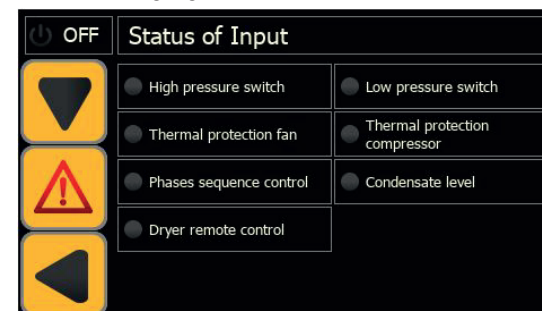 OFF
Status of Input
High pressure switch
Low pressure switch
Thermal protection fan
Thermal protection
compressor
Phases sequence control
Condensate level
Dryer remote control